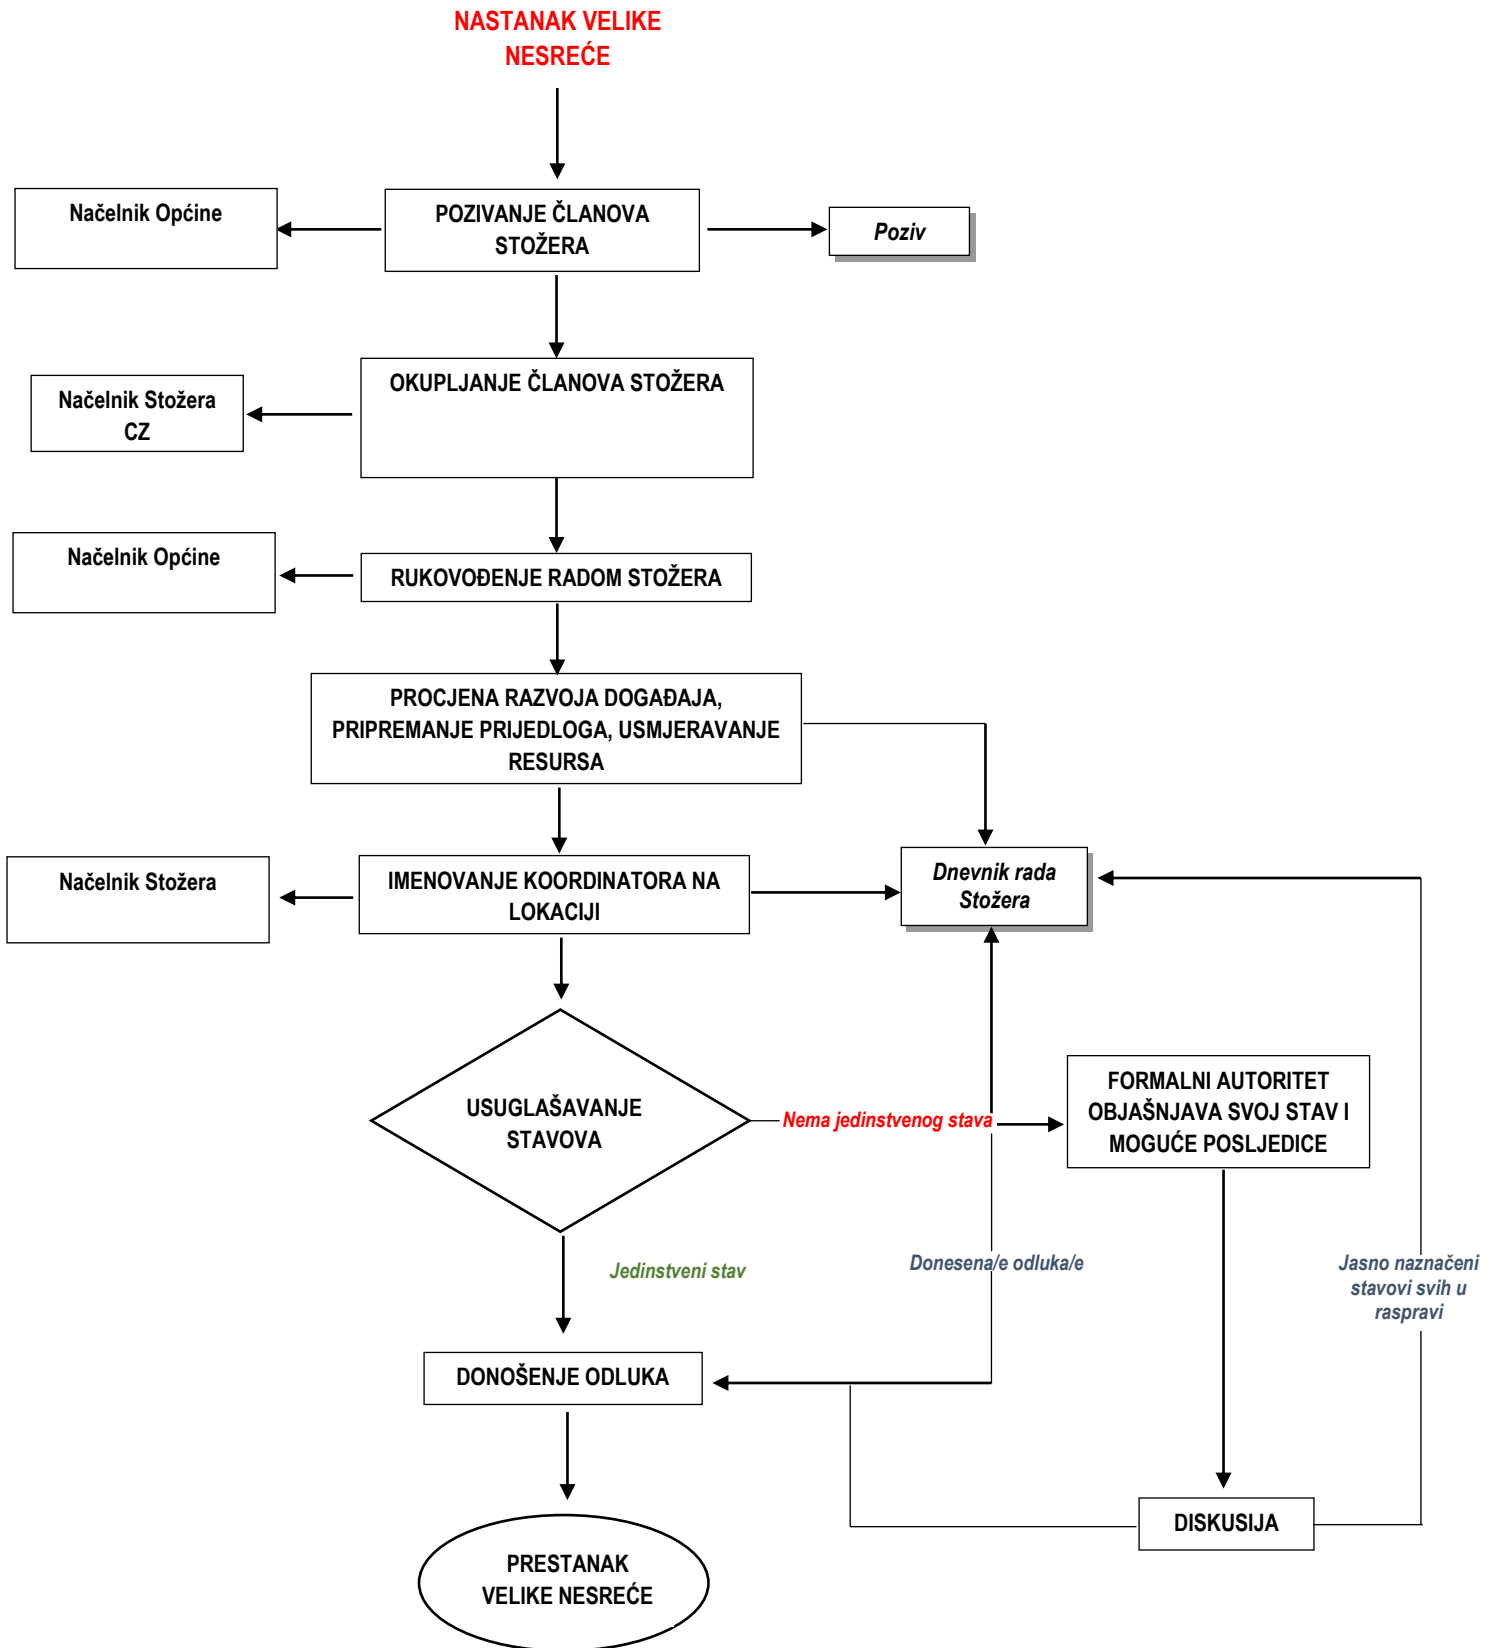 NASTANAK VELIKE
NESREĆE
Načelnik Općine
POZIVANJE ČLANOVA
STOŽERA
Poziv
OKUPLJANJE ČLANOVA STOŽERA
Načelnik Stožera
CZ
Načelnik Općine
RUKOVOĐENJE RADOM STOŽERA
PROCJENA RAZVOJA DOGAĐAJA,
PRIPREMANJE PRIJEDLOGA, USMJERAVANJE
RESURSA
Načelnik Stožera
IMENOVANJE KOORDINATORA NA
LOKACIJI
Dnevnik rada
Stožera
USUGLAŠAVANJE
STAVOVA
Nema jedinstvenog stava
FORMALNI AUTORITET
OBJAŠNJAVA SVOJ STAV I
MOGUĆE POSLJEDICE
Jedinstveni stav
Donesena/e odluka/e
Jasno naznačeni
stavovi svih u
raspravi
DONOŠENJE ODLUKA
DISKUSIJA
PRESTANAK
VELIKE NESREĆE